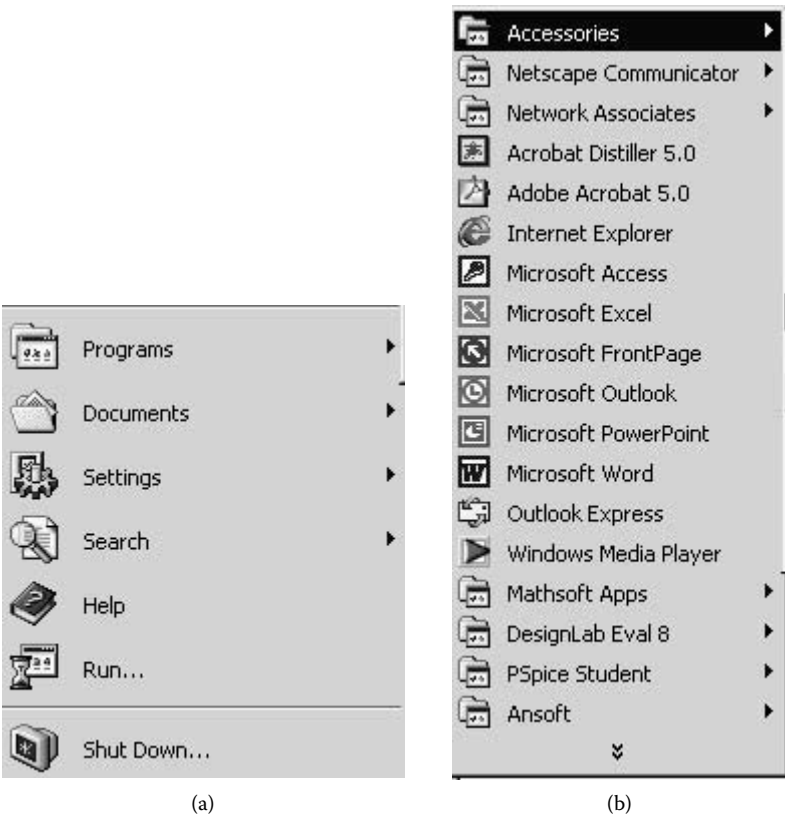 Programs
Documents
Settings
Search
Help
Run...
Shut Down...
(a)
Accessories
Netscape Communicator
Network Associates
Acrobat Distiller 5.0
Adobe Acrobat 5.0
Internet Explorer
Microsoft Access
Microsoft Excel
Microsoft FrontPage
Microsoft Outlook
Microsoft PowerPoint
Microsoft Word
Outlook Express
Windows Media Player
Mathsoft Apps
DesignLab Eval 8
PSpice Student
Ansoft
(b)